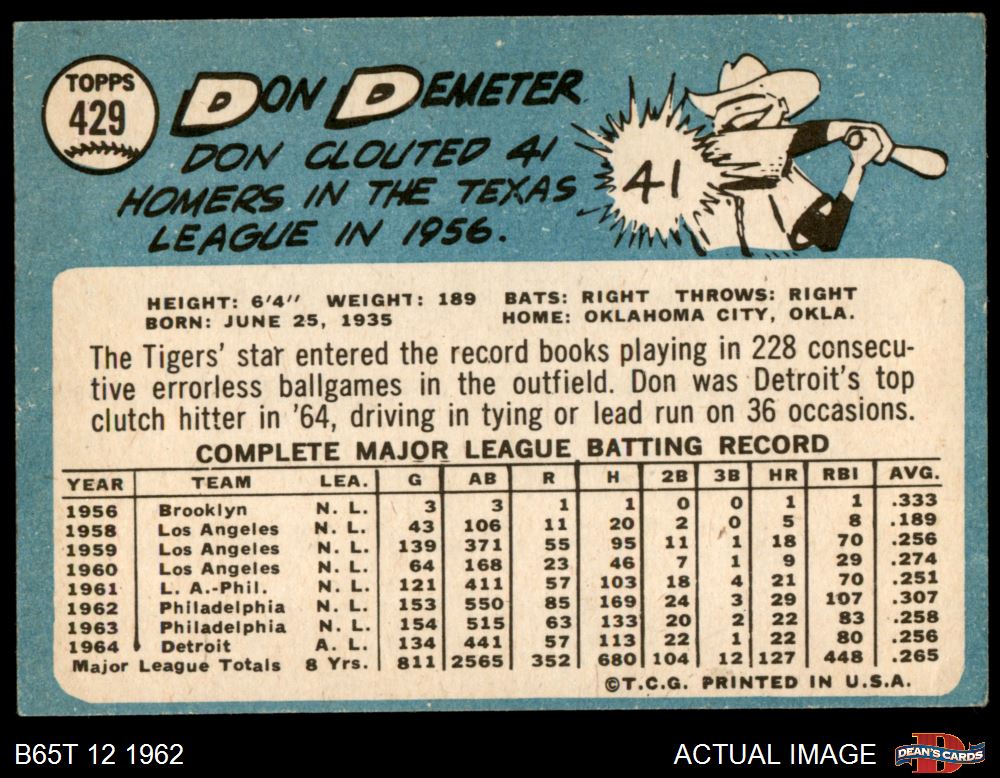 TOPPS
429
DON DEMETER
DON CLOUTED 41
HOMERS IN THE TEXAS
LEAGUE IN 1956.
41
HEIGHT: 6'4" WEIGHT: 189 BATS: RIGHT THROWS: RIGHT
BORN: JUNE 25, 1935 HOME: OKLAHOMA CITY, OKLA.
The Tigers' star entered the record books playing in 228 consecu-
tive errorless ballgames in the outfield. Don was Detroit's top
clutch hitter in '64, driving in tying or lead run on 36 occasions.
COMPLETE MAJOR LEAGUE BATTING RECORD
YEAR TEAM LEA. G AB R H 2B 3B HR RBI AVG.
1956 Brooklyn N. L. 3 3 1 1 0 0 1 1 .333
1958 Los Angeles N. L. 43 106 11 20 2 0 5 8 .189
1959 Los Angeles N. L. 139 371 55 95 11 1 18 70 .256
1960 Los Angeles N. L. 64 168 23 46 7 1 9 29 .274
1961 L. A.-Phil. N. L. 121 411 57 103 18 4 21 70 .251
1962 Philadelphia N. L. 153 550 85 169 24 3 29 107 .307
1963 Philadelphia N. L. 154 515 63 133 20 2 22 83 .258
1964 Detroit A. L. 134 441 57 113 22 1 22 80 .256
Major League Totals 8 Yrs. 811 2565 352 680 104 12 127 448 .265
©T.C.G. PRINTED IN U.S.A.
B65T 12 1962
ACTUAL IMAGE
DEAN'S CARDS